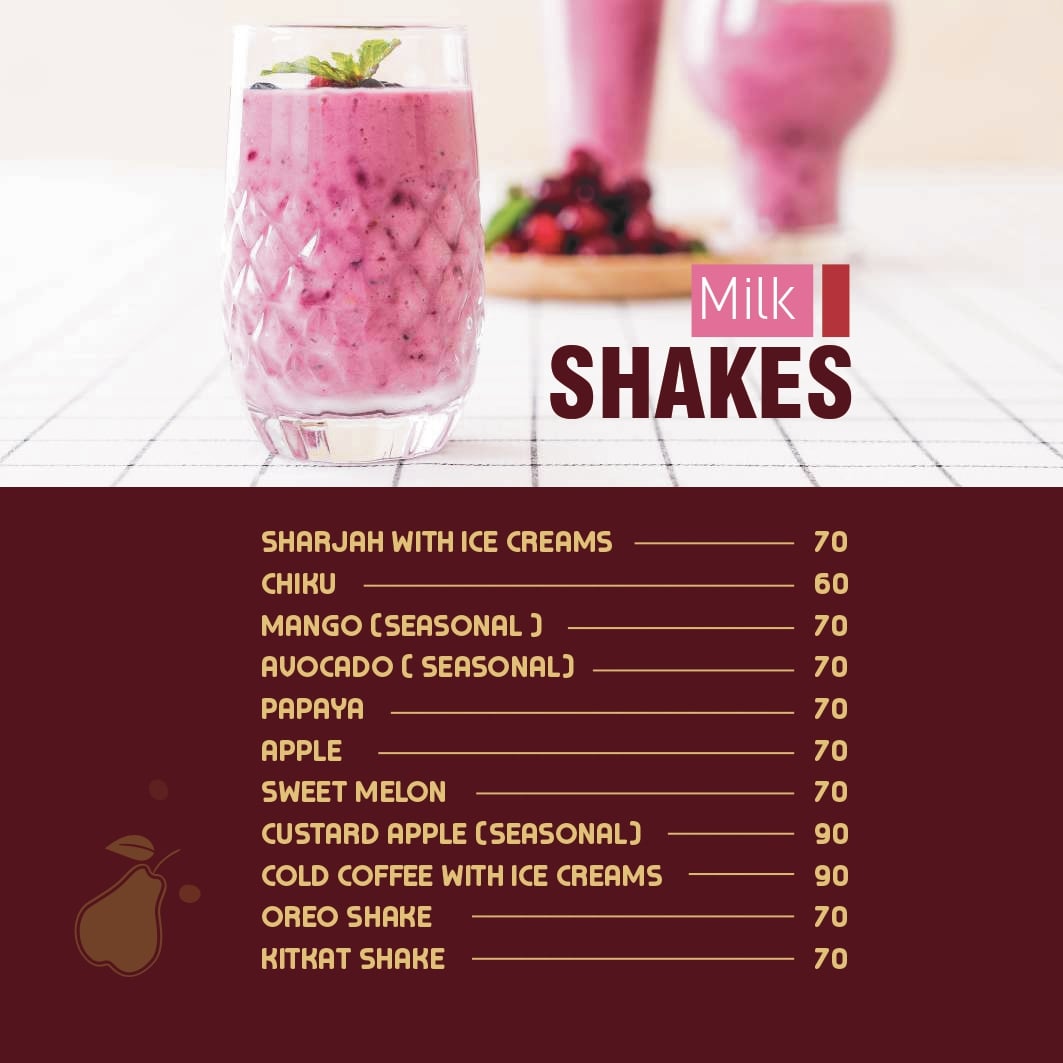 Milk
SHAKES
SHARJAH WITH ICE CREAMS 70
CHIKU 60
MANGO (SEASONAL ) 70
AVOCADO ( SEASONAL) 70
PAPAYA 70
APPLE 70
SWEET MELON 70
CUSTARD APPLE (SEASONAL) 90
COLD COFFEE WITH ICE CREAMS 90
OREO SHAKE 70
KITKAT SHAKE 70